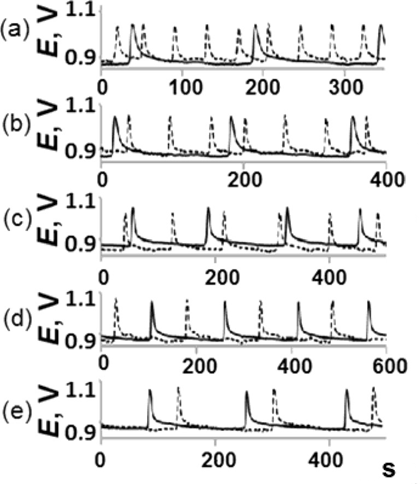 (a) E, V 1.1 0.9
0 100 200 300
(b) E, V 1.1 0.9
0 200 400
(c) E, V 1.1 0.9
0 200 400
(d) E, V 1.1 0.9
0 200 400 600
(e) E, V 1.1 0.9
0 200 400 s